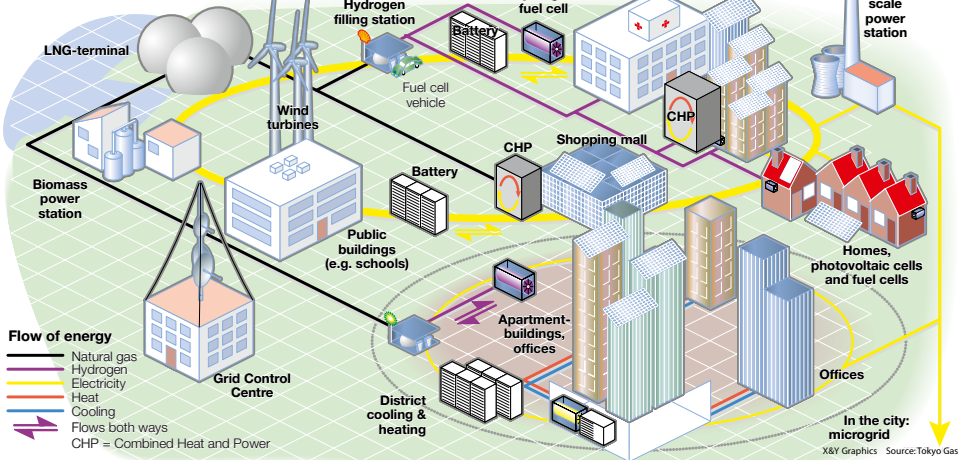 scale
power
station
Hydrogen
filling station
fuel cell
Battery
LNG-terminal
Fuel cell
vehicle
Wind
turbines
CHP
Shopping mall
CHP
Battery
Biomass
power
station
Public
buildings
(e.g. schools)
Homes,
photovoltaic cells
and fuel cells
Apartment-
buildings,
offices
Flow of energy
Natural gas
Hydrogen
Electricity
Heat
Cooling
Flows both ways
CHP = Combined Heat and Power
Grid Control
Centre
District
cooling &
heating
Offices
In the city:
microgrid
X&Y Graphics Source: Tokyo Gas